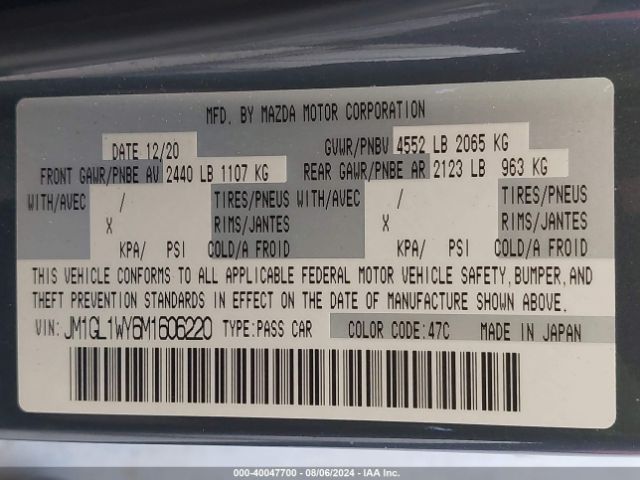 MFD. BY MAZDA MOTOR CORPORATION
DATE 12/20 GVWR/PNBV 4552 LB 2065 KG
FRONT GAWR/PNBE AV 2440 LB 1107 KG REAR GAWR/PNBE AR 2123 LB 963 KG
WITH/AVEC / TIRES/PNEUS WITH/AVEC / TIRES/PNEUS
X RIMS/JANTES X RIMS/JANTES
KPA/ PSI COLD/A FROID KPA/ PSI COLD/A FROID
THIS VEHICLE CONFORMS TO ALL APPLICABLE FEDERAL MOTOR VEHICLE SAFETY, BUMPER, AND
THEFT PREVENTION STANDARDS IN EFFECT ON THE DATE OF MANUFACTURE SHOWN ABOVE.
VIN: JM1GL1WY6M1606220 TYPE: PASS CAR COLOR CODE: 47C MADE IN JAPAN
000-40047700 - 08/06/2024 - IAA Inc.